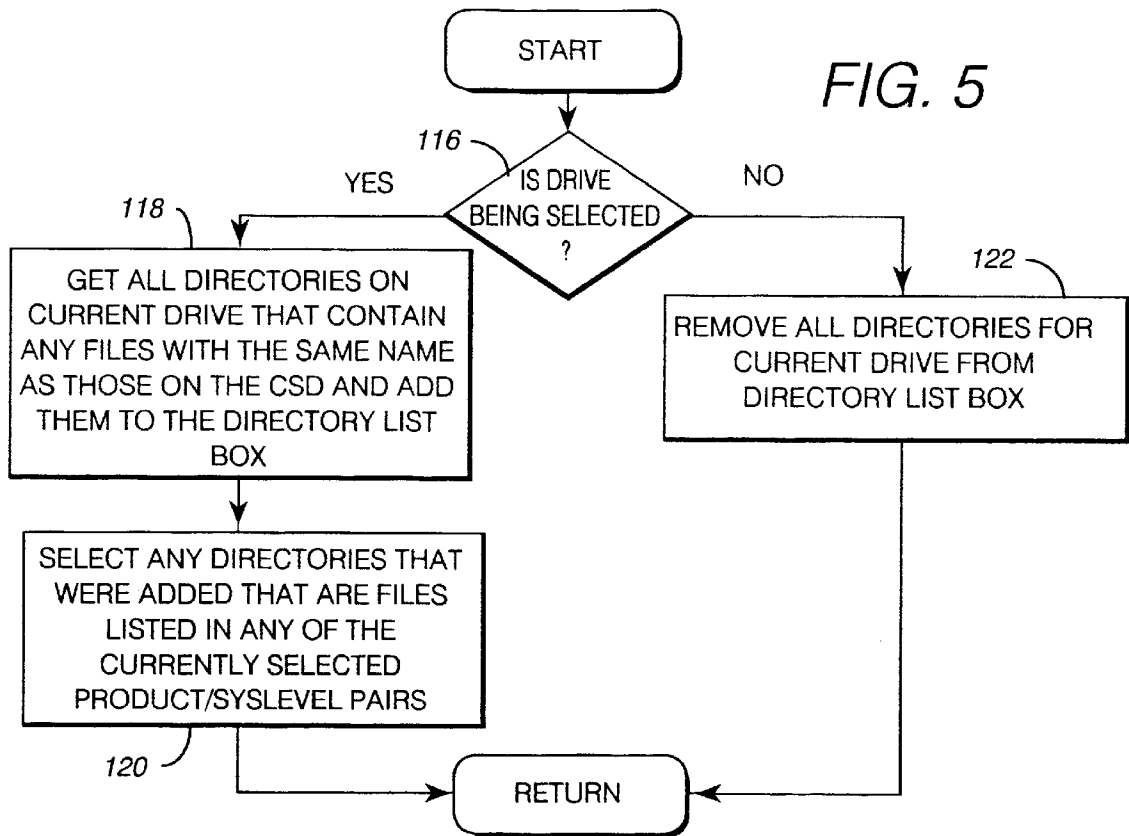 START
FIG. 5
116
IS DRIVE
BEING SELECTED
?
YES
NO
118
GET ALL DIRECTORIES ON
CURRENT DRIVE THAT CONTAIN
ANY FILES WITH THE SAME NAME
AS THOSE ON THE CSD AND ADD
THEM TO THE DIRECTORY LIST
BOX
122
REMOVE ALL DIRECTORIES FOR
CURRENT DRIVE FROM
DIRECTORY LIST BOX
SELECT ANY DIRECTORIES THAT
WERE ADDED THAT ARE FILES
LISTED IN ANY OF THE
CURRENTLY SELECTED
PRODUCT/SYSLEVEL PAIRS
120
RETURN